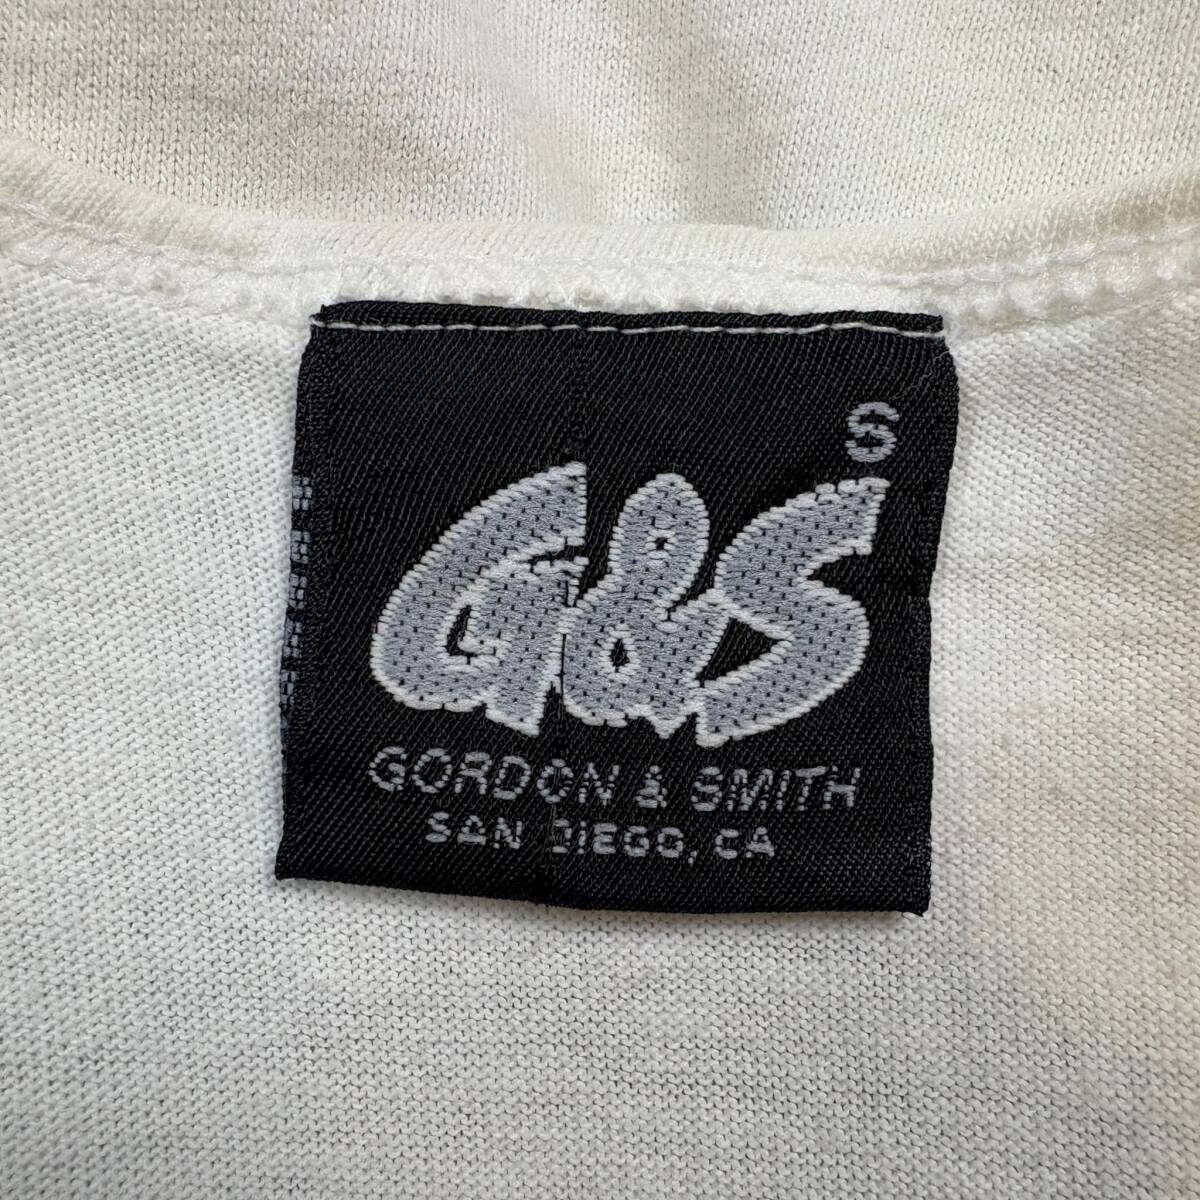 S
G&S
GORDON & SMITH
SAN DIEGO, CA